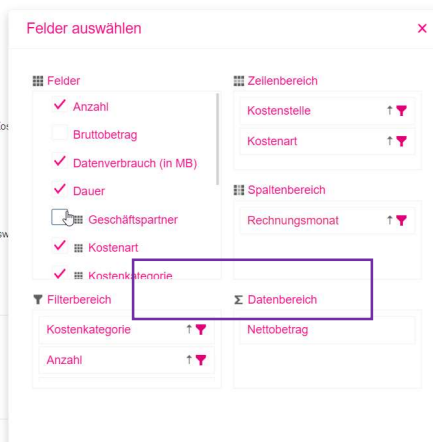 Felder auswählen
Felder
Anzahl
Bruttobetrag
Datenverbrauch (in MB)
Dauer
Geschäftspartner
Kostenart
Kostenkategorie
Zeilenbereich
Kostenstelle
Kostenart
Spaltenbereich
Rechnungsmonat
Filterbereich
Kostenkategorie
Anzahl
Σ Datenbereich
Nettobetrag